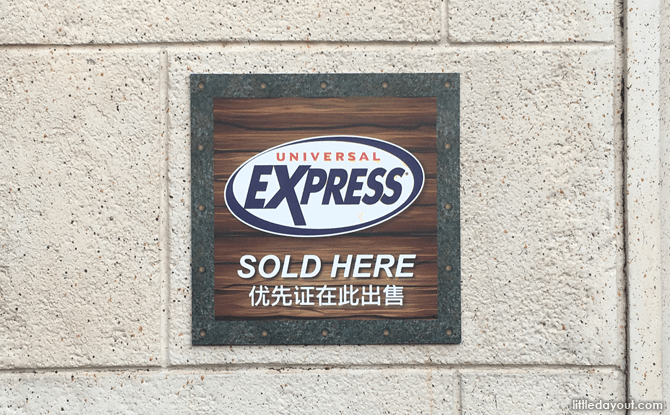 UNIVERSAL
EXPRESS
SOLD HERE
优先证在此出售
littledayout.com